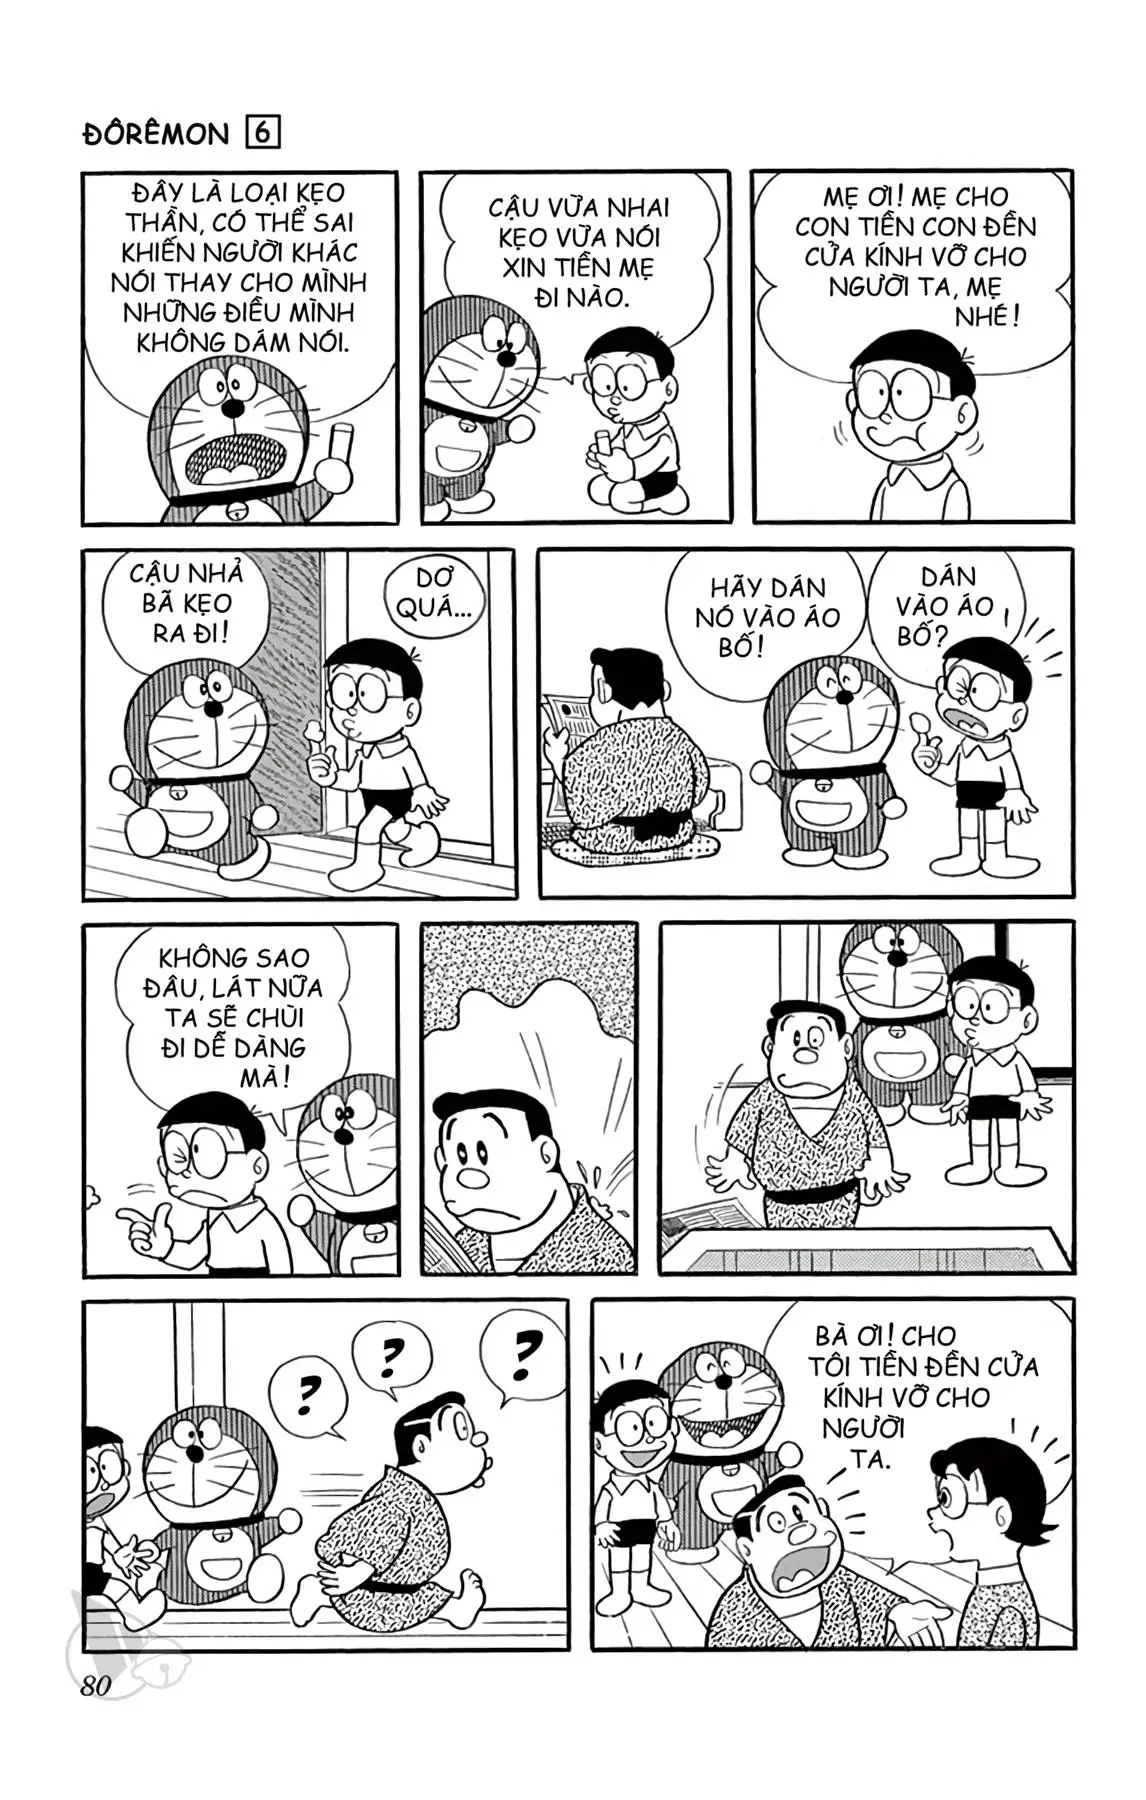 ĐÔRÊMON 6
ĐÂY LÀ LOẠI KẸO
THẦN, CÓ THỂ SAI
KHIẾN NGƯỜI KHÁC
NÓI THAY CHO MÌNH
NHỮNG ĐIỀU MÌNH
KHÔNG DÁM NÓI.
CẬU VỪA NHAI
KẸO VỪA NÓI
XIN TIỀN MẸ
ĐI NÀO.
MẸ ƠI! MẸ CHO
CON TIỀN CON ĐỀN
CỬA KÍNH VỠ CHO
NGƯỜI TA, MẸ
NHÉ!
CẬU NHẢ
BÃ KẸO
RA ĐI!
DƠ
QUÁ...
HÃY DÁN
NÓ VÀO ÁO
BỐ!
DÁN
VÀO ÁO
BỐ?
KHÔNG SAO
ĐÂU, LÁT NỮA
TA SẼ CHÙI
ĐI DỄ DÀNG
MÀ!
?
?
?
BÀ ƠI! CHO
TÔI TIỀN ĐỀN CỬA
KÍNH VỠ CHO
NGƯỜI
TA.
80